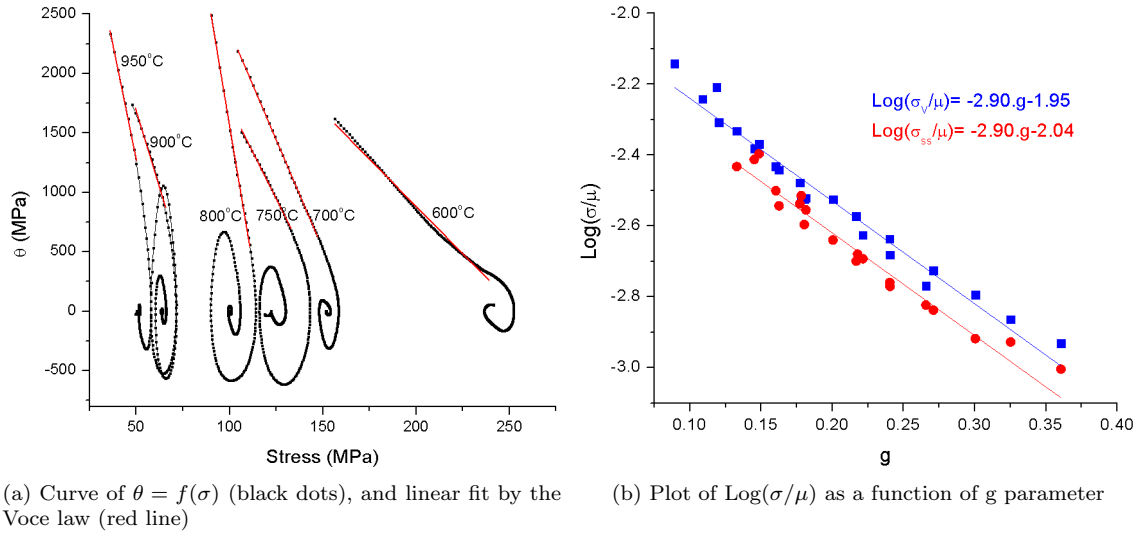 2500
2000
1500
1000
500
0
-500
θ (MPa)
950°C
900°C
800°C
750°C
700°C
600°C
50
100
150
200
250
Stress (MPa)
(a) Curve of θ = f(σ) (black dots), and linear fit by the
Voce law (red line)
-2.0
-2.2
-2.4
-2.6
-2.8
-3.0
Log(σ/μ)
Log(σV/μ)= -2.90.g-1.95
Log(σss/μ)= -2.90.g-2.04
0.10
0.15
0.20
0.25
0.30
0.35
0.40
g
(b) Plot of Log(σ/μ) as a function of g parameter